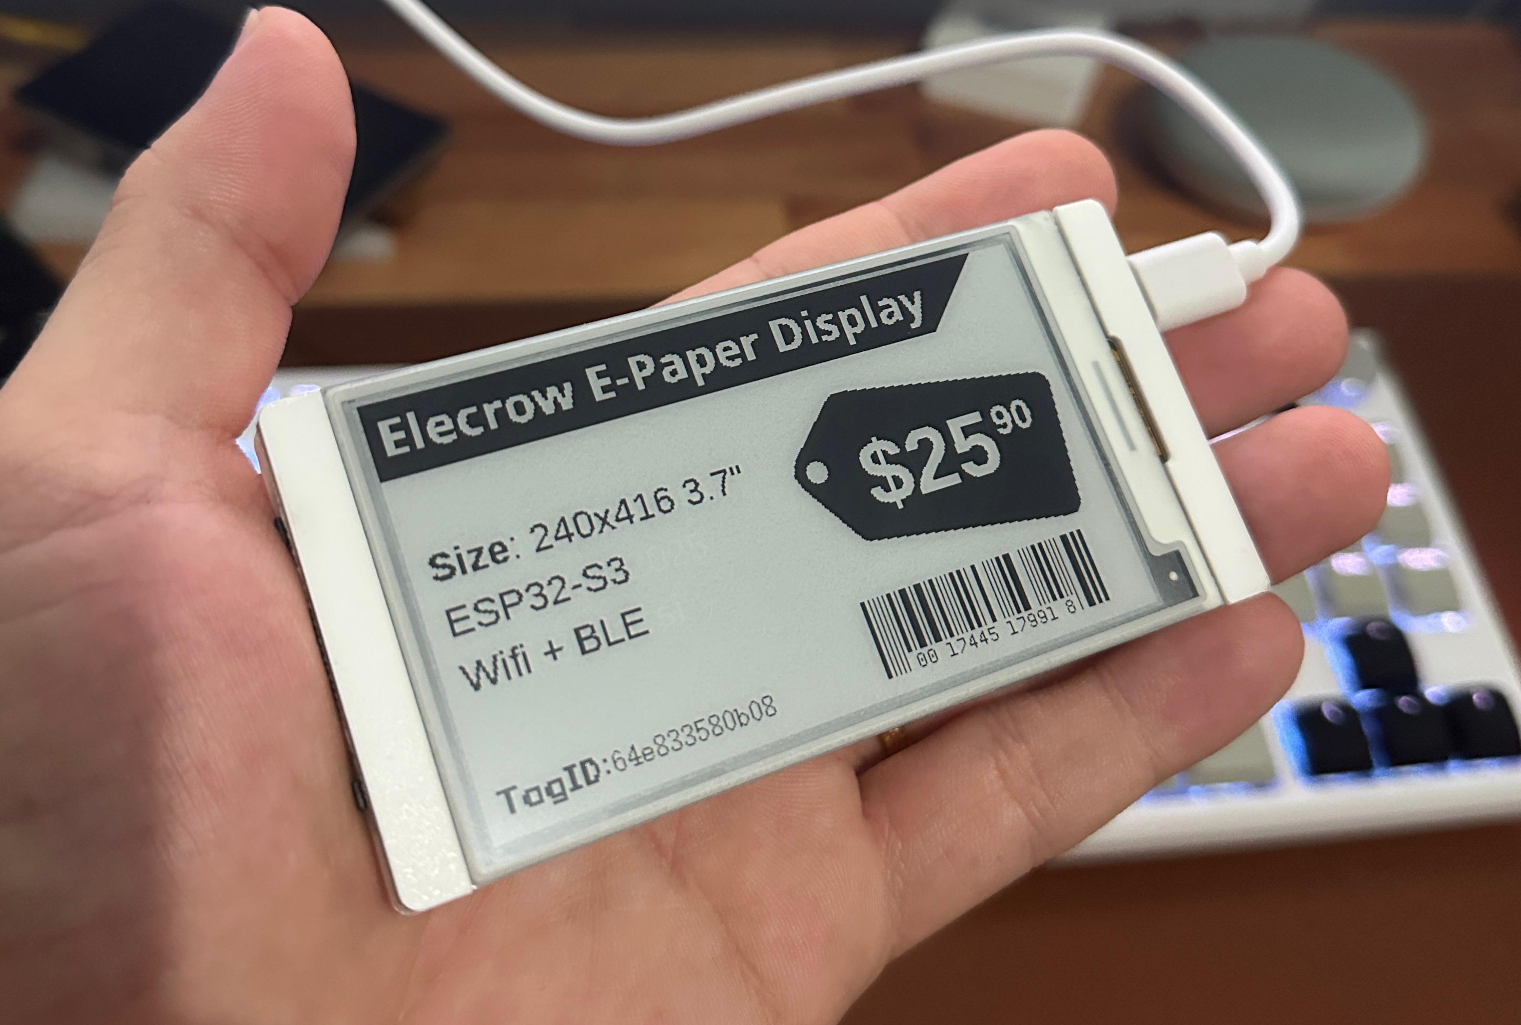 Elecrow E-Paper Display
$25 90
Size: 240x416 3.7"
ESP32-S3
Wifi + BLE
00 17445 17991 8
TagID:64e833580b08